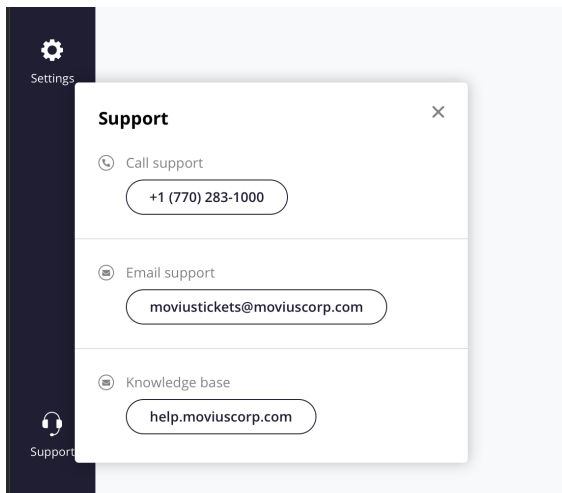 Settings
Support
Call support
+1 (770) 283-1000
Email support
moviustickets@moviuscorp.com
Knowledge base
help.moviuscorp.com
Support